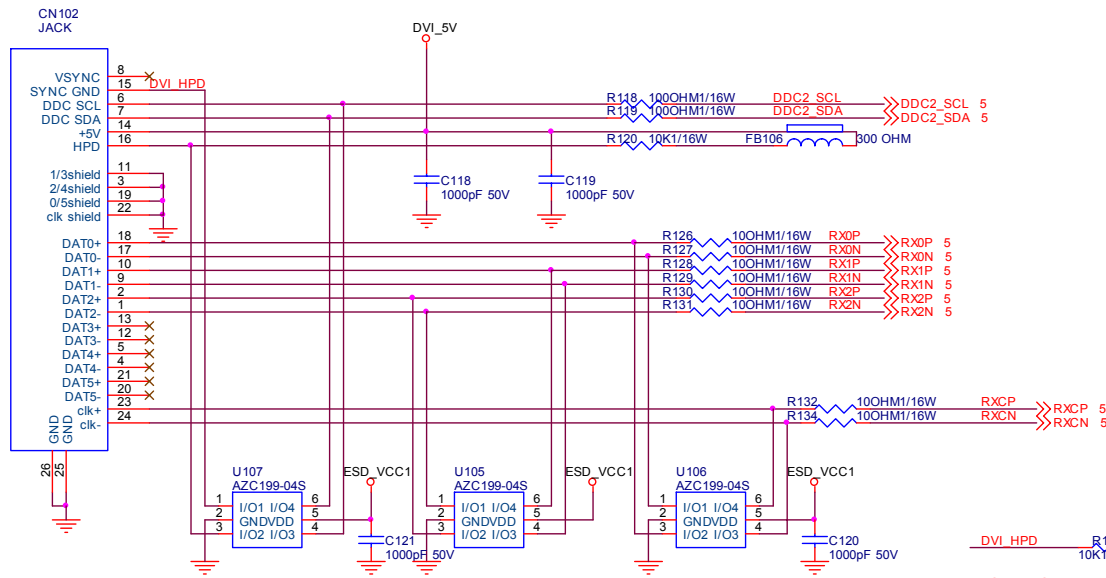 CN102
JACK
DVI_5V
VSYNC 8
SYNC GND 15 DVI_HPD
DDC SCL 6 R118 100OHM1/16W DDC2_SCL DDC2_SCL 5
DDC SDA 7 R119 100OHM1/16W DDC2_SDA DDC2_SDA 5
+5V 14
HPD 16 R120 10K1/16W FB106 300 OHM
1/3shield 11
2/4shield 3
0/5shield 19
clk shield 22
C118
1000pF 50V
C119
1000pF 50V
DAT0+ 18 R126 10OHM1/16W RX0P RX0P 5
DAT0- 17 R127 10OHM1/16W RX0N RX0N 5
DAT1+ 10 R128 10OHM1/16W RX1P RX1P 5
DAT1- 9 R129 10OHM1/16W RX1N RX1N 5
DAT2+ 2 R130 10OHM1/16W RX2P RX2P 5
DAT2- 1 R131 10OHM1/16W RX2N RX2N 5
DAT3+ 13
DAT3- 12
DAT4+ 5
DAT4- 4
DAT5+ 21
DAT5- 20
clk+ 23 R132 10OHM1/16W RXCP RXCP 5
clk- 24 R134 10OHM1/16W RXCN RXCN 5
GND GND
26 25
U107
AZC199-04S
1 I/O1 I/O4 6
2 GND VDD 5
3 I/O2 I/O3 4
ESD_VCC1
C121
1000pF 50V
U105
AZC199-04S
1 I/O1 I/O4 6
2 GND VDD 5
3 I/O2 I/O3 4
ESD_VCC1
U106
AZC199-04S
1 I/O1 I/O4 6
2 GND VDD 5
3 I/O2 I/O3 4
ESD_VCC1
C120
1000pF 50V
DVI_HPD